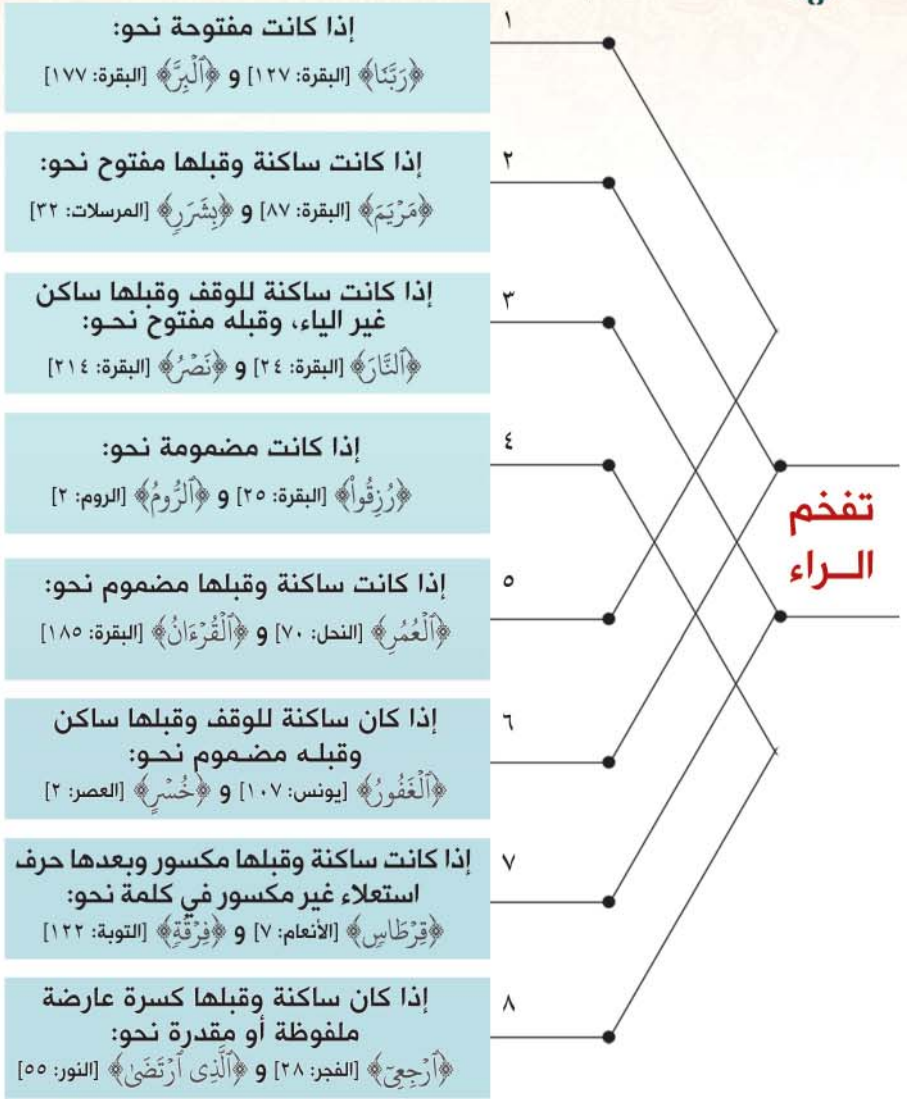 ١
إذا كانت مفتوحة نحو:
﴿رَبَّنَا﴾ [البقرة: ١٢٧] و ﴿ٱلْبِرَّ﴾ [البقرة: ١٧٧]
٢
إذا كانت ساكنة وقبلها مفتوح نحو:
﴿مَرْيَمَ﴾ [البقرة: ٨٧] و ﴿بِشَرَرٍ﴾ [المرسلات: ٣٢]
٣
إذا كانت ساكنة للوقف وقبلها ساكن
غير الياء، وقبله مفتوح نحـو:
﴿ٱلنَّارَ﴾ [البقرة: ٢٤] و ﴿نَصْرُ﴾ [البقرة: ٢١٤]
٤
إذا كانت مضمومة نحو:
﴿رُزِقُوا۟﴾ [البقرة: ٢٥] و ﴿ٱلرُّومُ﴾ [الروم: ٢]
٥
إذا كانت ساكنة وقبلها مضموم نحو:
﴿ٱلْعُمُرِ﴾ [النحل: ٧٠] و ﴿ٱلْقُرْءَانُ﴾ [البقرة: ١٨٥]
٦
إذا كان ساكنة للوقف وقبلها ساكن
وقبلـه مضـموم نحـو:
﴿ٱلْغَفُورُ﴾ [يونس: ١٠٧] و ﴿خُسْرٍ﴾ [العصر: ٢]
٧
إذا كانت ساكنة وقبلها مكسور وبعدها حرف
استعلاء غير مكسور في كلمة نحو:
﴿قِرْطَاسٍ﴾ [الأنعام: ٧] و ﴿فِرْقَةٍ﴾ [التوبة: ١٢٢]
٨
إذا كان ساكنة وقبلها كسرة عارضة
ملفوظة أو مقدرة نحو:
﴿ٱرْجِعِىٓ﴾ [الفجر: ٢٨] و ﴿ٱلَّذِى ٱرْتَضَىٰ﴾ [النور: ٥٥]
تفخم
الـــراء